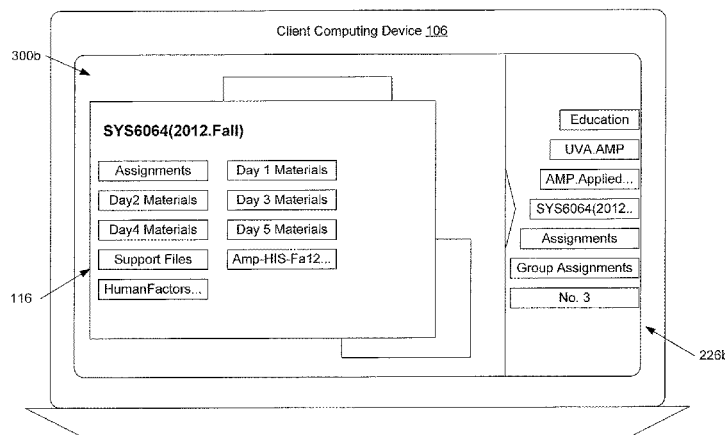 Client Computing Device 106
300b
SYS6064(2012.Fall)
Assignments
Day 1 Materials
Day2 Materials
Day 3 Materials
Day4 Materials
Day 5 Materials
Support Files
Amp-HIS-Fa12...
HumanFactors...
116
Education
UVA.AMP
AMP.Applied...
SYS6064(2012..
Assignments
Group Assignments
No. 3
226b